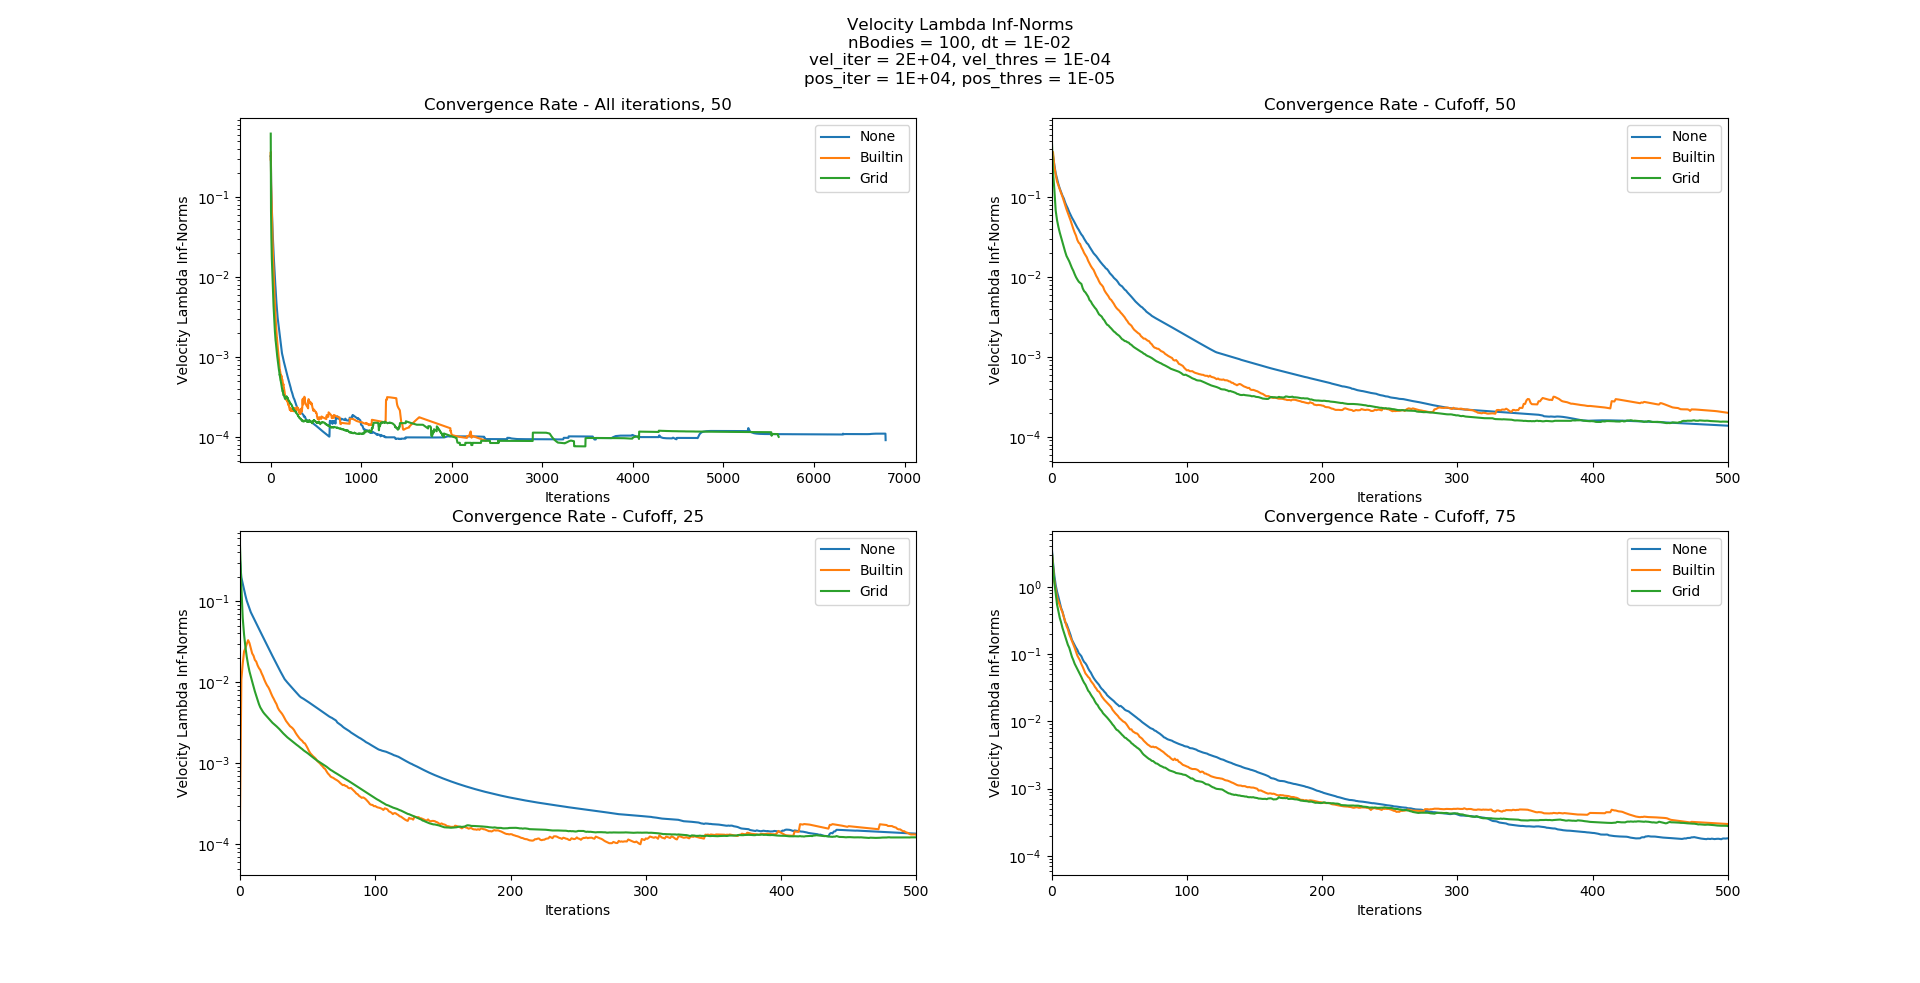 Velocity Lambda Inf-Norms
nBodies = 100, dt = 1E-02
vel_iter = 2E+04, vel_thres = 1E-04
pos_iter = 1E+04, pos_thres = 1E-05
Convergence Rate - All iterations, 50
Velocity Lambda Inf-Norms
10⁻¹
10⁻²
10⁻³
10⁻⁴
None
Builtin
Grid
0 1000 2000 3000 4000 5000 6000 7000
Iterations
Convergence Rate - Cufoff, 50
Velocity Lambda Inf-Norms
10⁻¹
10⁻²
10⁻³
10⁻⁴
None
Builtin
Grid
0 100 200 300 400 500
Iterations
Convergence Rate - Cufoff, 25
Velocity Lambda Inf-Norms
10⁻¹
10⁻²
10⁻³
10⁻⁴
None
Builtin
Grid
0 100 200 300 400 500
Iterations
Convergence Rate - Cufoff, 75
Velocity Lambda Inf-Norms
10⁰
10⁻¹
10⁻²
10⁻³
10⁻⁴
None
Builtin
Grid
0 100 200 300 400 500
Iterations